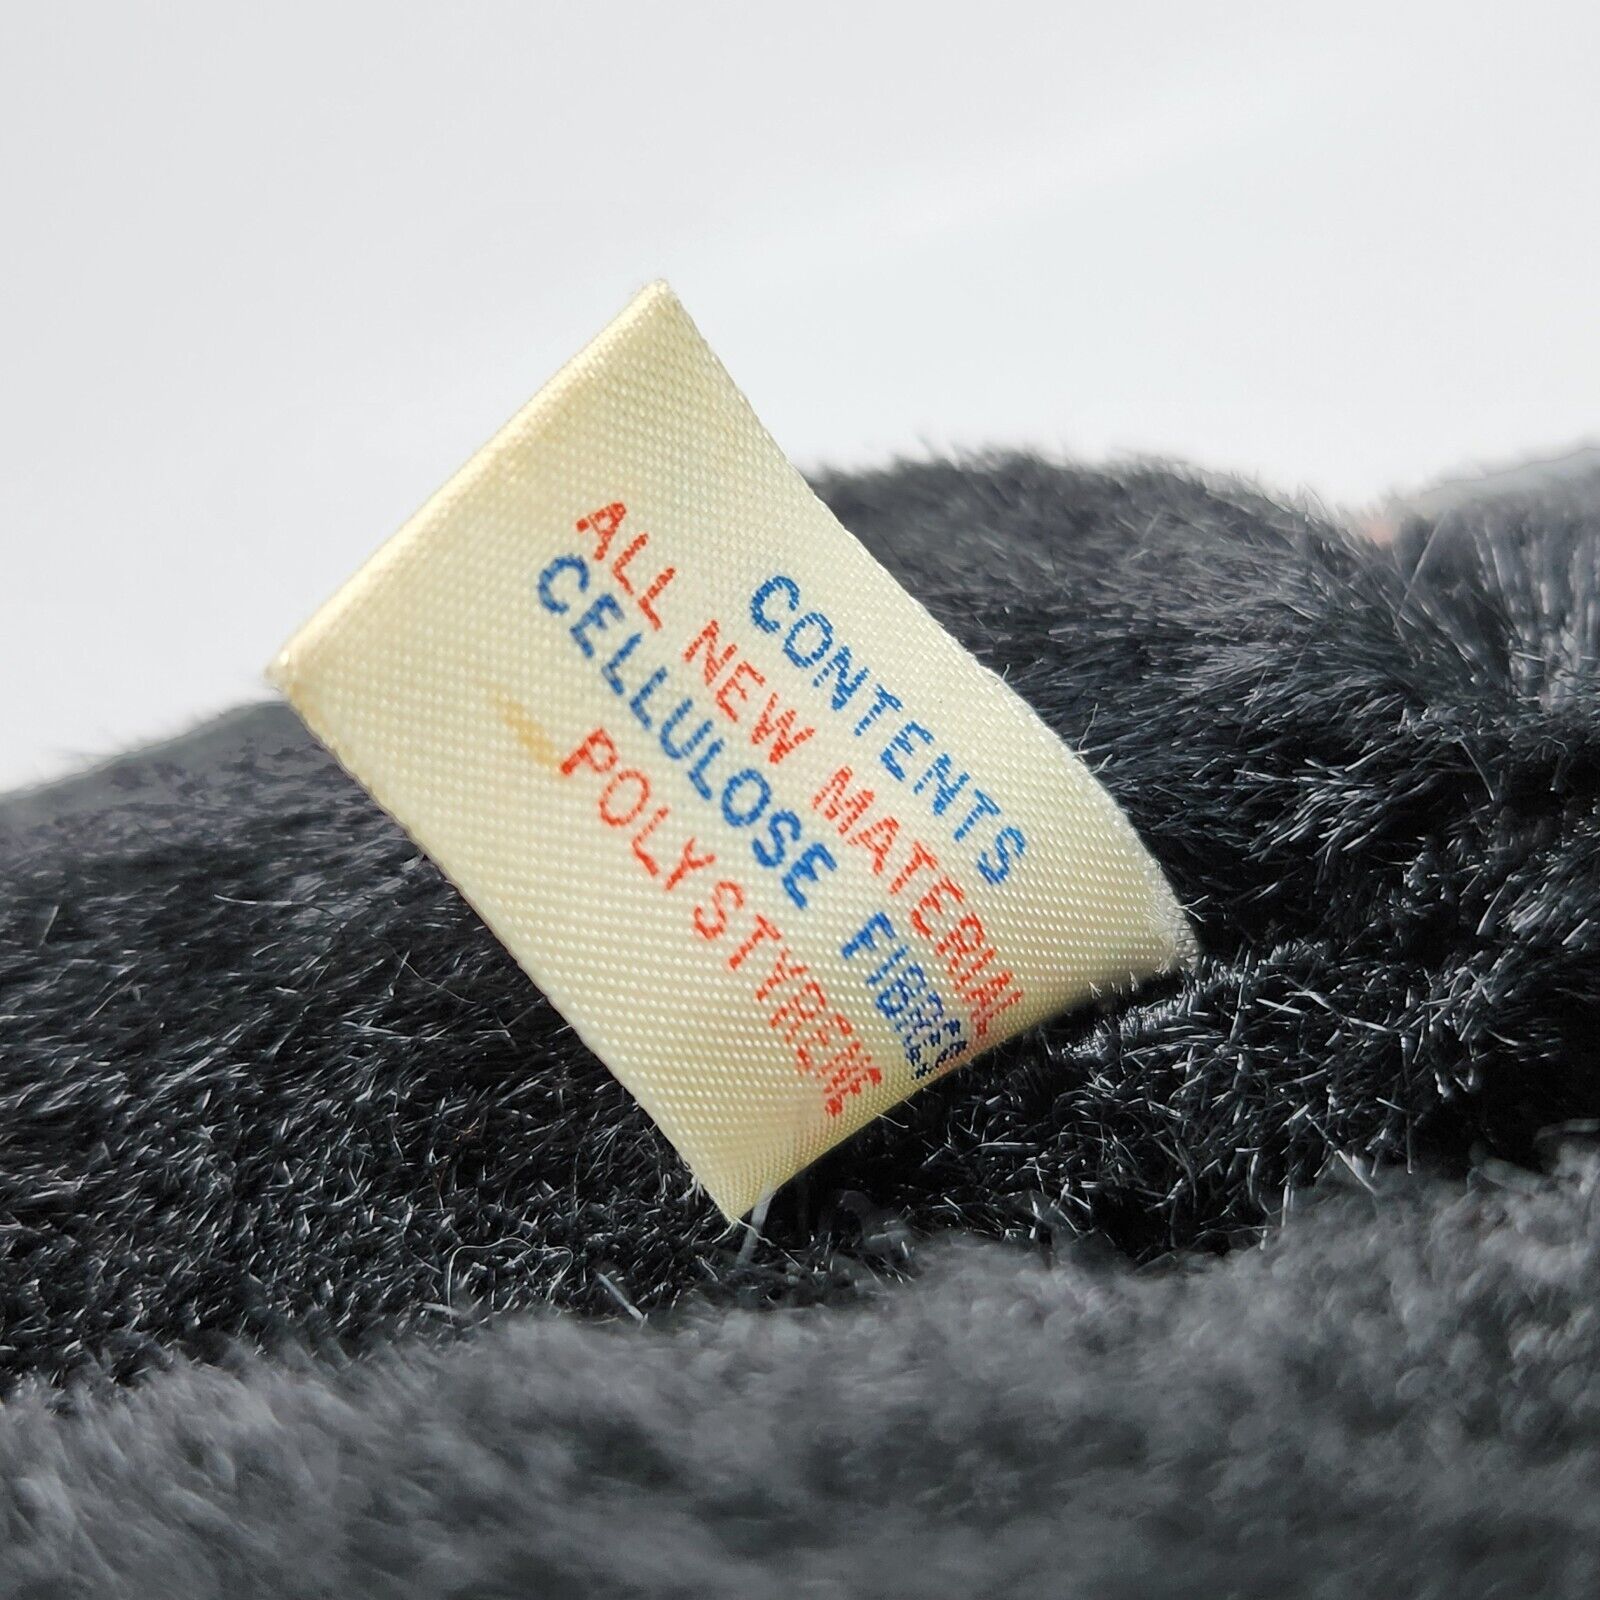 CONTENTS
ALL NEW MATERIAL
CELLULOSE FIBRE
POLYSTYRENE